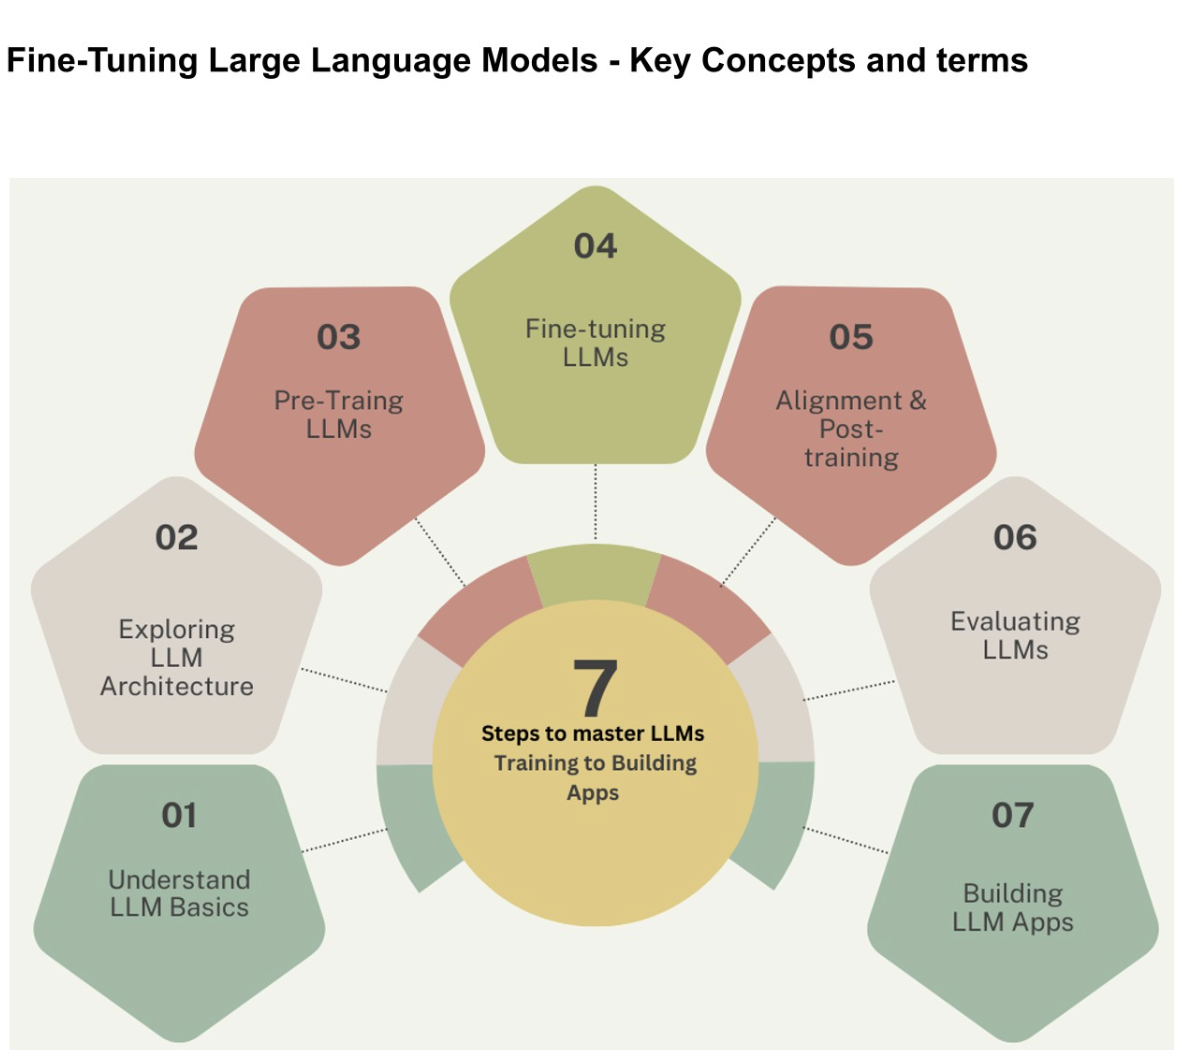 Fine-Tuning Large Language Models - Key Concepts and terms
04
Fine-tuning
LLMs
03
Pre-Traing
LLMs
05
Alignment &
Post-
training
02
Exploring
LLM
Architecture
06
Evaluating
LLMs
7
Steps to master LLMs
Training to Building
Apps
01
Understand
LLM Basics
07
Building
LLM Apps